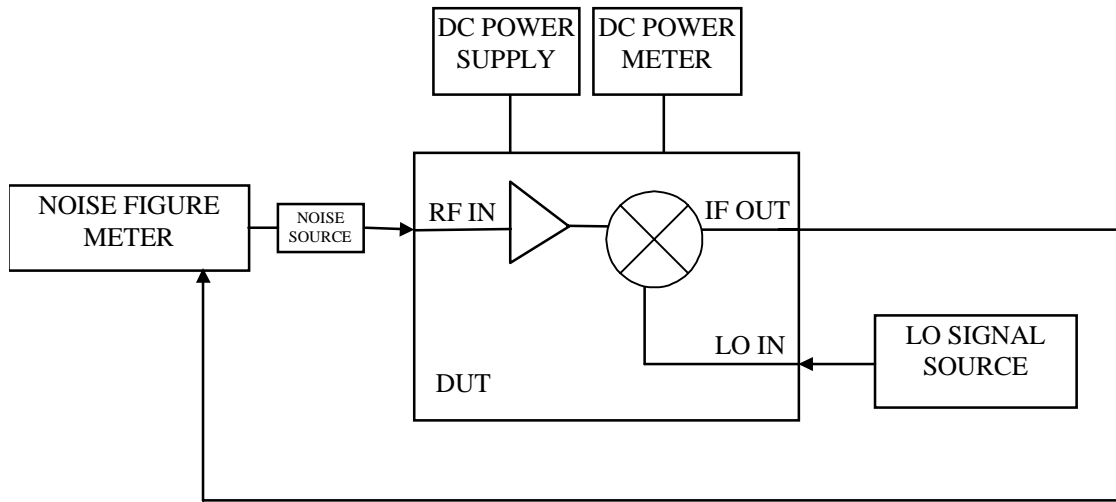 DC POWER
SUPPLY
DC POWER
METER
NOISE FIGURE
METER
NOISE
SOURCE
RF IN
IF OUT
LO IN
LO SIGNAL
SOURCE
DUT